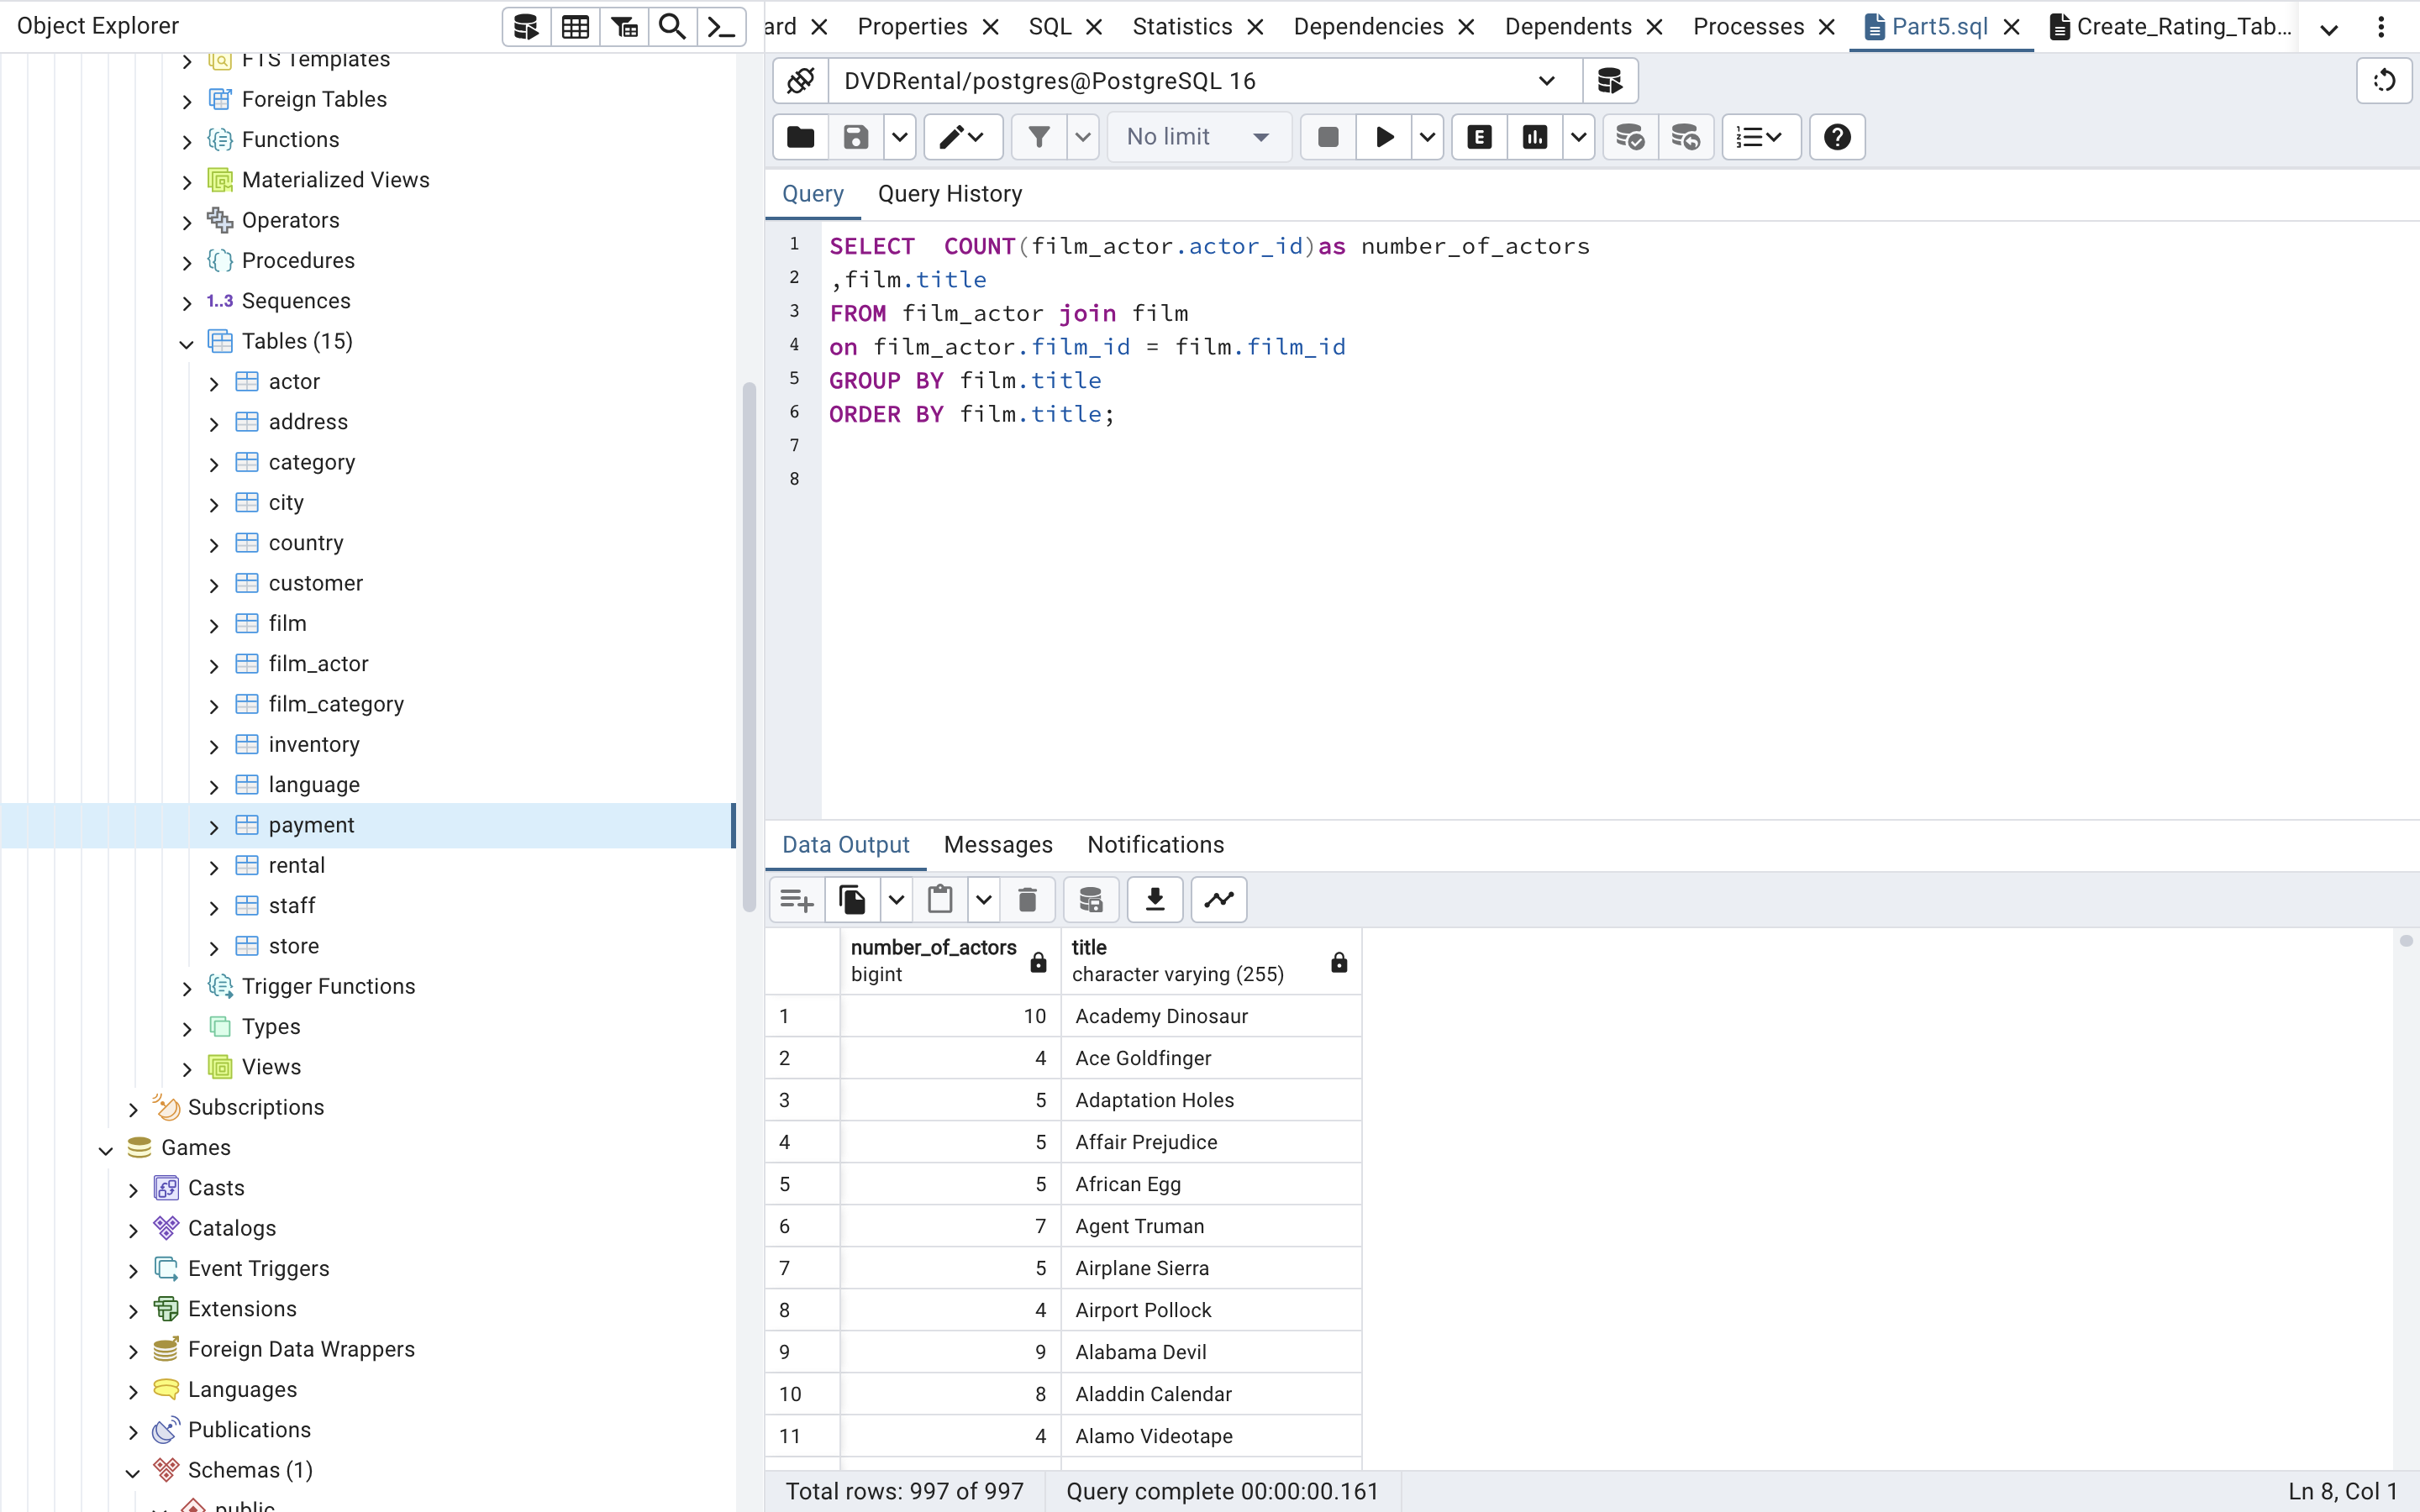 Object Explorer
FTS Templates
Foreign Tables
Functions
Materialized Views
Operators
Procedures
1..3 Sequences
Tables (15)
actor
address
category
city
country
customer
film
film_actor
film_category
inventory
language
payment
rental
staff
store
Trigger Functions
Types
Views
Subscriptions
Games
Casts
Catalogs
Event Triggers
Extensions
Foreign Data Wrappers
Languages
Publications
Schemas (1)
public
ard Properties SQL Statistics Dependencies Dependents Processes Part5.sql Create_Rating_Tab...
DVDRental/postgres@PostgreSQL 16
No limit E
Query Query History
1 SELECT  COUNT(film_actor.actor_id)as number_of_actors
2 ,film.title
3 FROM film_actor join film
4 on film_actor.film_id = film.film_id
5 GROUP BY film.title
6 ORDER BY film.title;
7
8
Data Output Messages Notifications
number_of_actors title
bigint character varying (255)
1 10 Academy Dinosaur
2 4 Ace Goldfinger
3 5 Adaptation Holes
4 5 Affair Prejudice
5 5 African Egg
6 7 Agent Truman
7 5 Airplane Sierra
8 4 Airport Pollock
9 9 Alabama Devil
10 8 Aladdin Calendar
11 4 Alamo Videotape
Total rows: 997 of 997 Query complete 00:00:00.161 Ln 8, Col 1